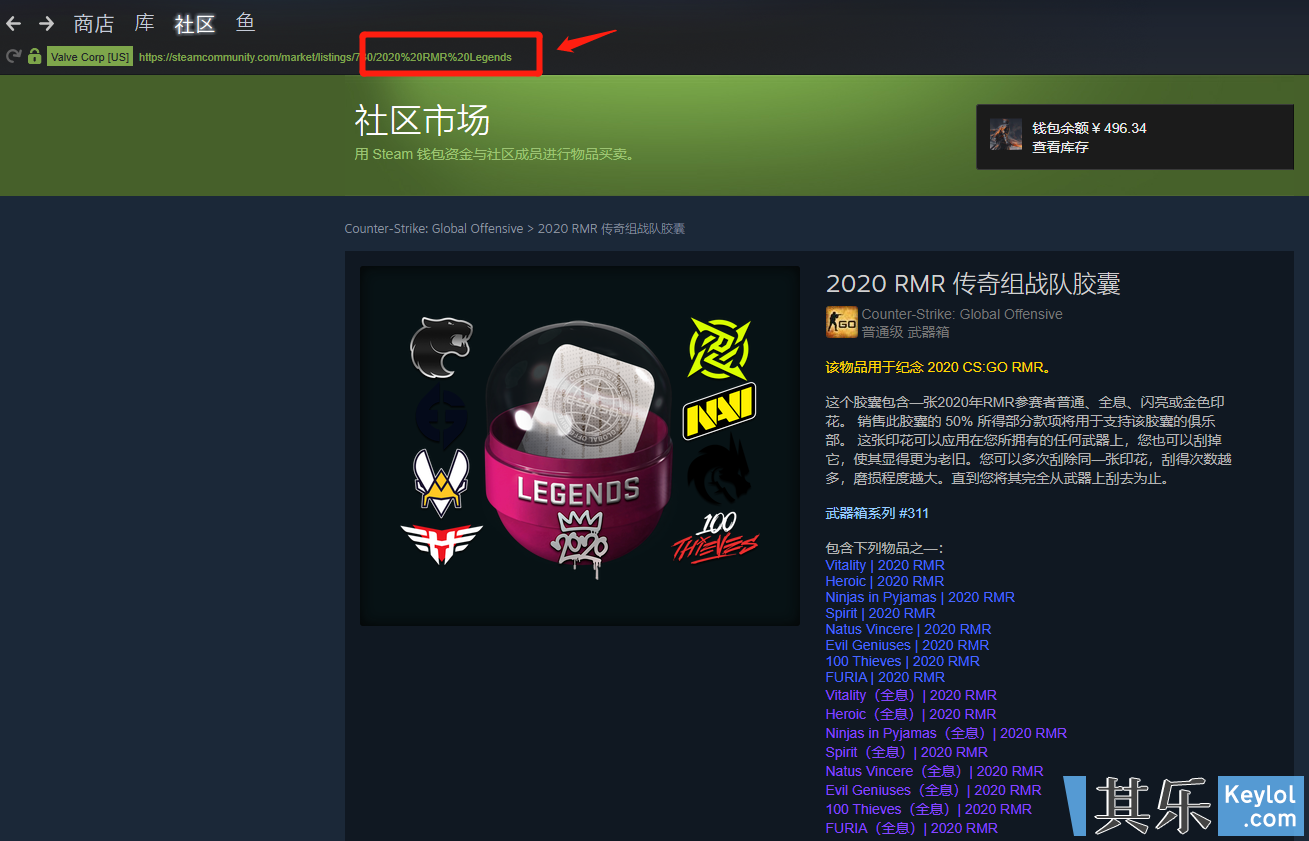 商店 库 社区 鱼
Valve Corp [US] https://steamcommunity.com/market/listings/730/2020%20RMR%20Legends
社区市场
用 Steam 钱包资金与社区成员进行物品买卖。
钱包余额 ¥ 496.34
查看库存
Counter-Strike: Global Offensive > 2020 RMR 传奇组战队胶囊
NAVI
LEGENDS
2020
100
THIEVES
2020 RMR 传奇组战队胶囊
GO
Counter-Strike: Global Offensive
普通级 武器箱
该物品用于纪念 2020 CS:GO RMR。
这个胶囊包含一张2020年RMR参赛者普通、全息、闪亮或金色印
花。 销售此胶囊的 50% 所得部分款项将用于支持该胶囊的俱乐
部。 这张印花可以应用在您所拥有的任何武器上，您也可以刮掉
它，使其显得更为老旧。您可以多次刮除同一张印花，刮得次数越
多，磨损程度越大。直到您将其完全从武器上刮去为止。
武器箱系列 #311
包含下列物品之一：
Vitality | 2020 RMR
Heroic | 2020 RMR
Ninjas in Pyjamas | 2020 RMR
Spirit | 2020 RMR
Natus Vincere | 2020 RMR
Evil Geniuses | 2020 RMR
100 Thieves | 2020 RMR
FURIA | 2020 RMR
Vitality（全息）| 2020 RMR
Heroic（全息）| 2020 RMR
Ninjas in Pyjamas（全息）| 2020 RMR
Spirit（全息）| 2020 RMR
Natus Vincere（全息）| 2020 RMR
Evil Geniuses（全息）| 2020 RMR
100 Thieves（全息）| 2020 RMR
FURIA（全息）| 2020 RMR
其乐 Keylol
.com